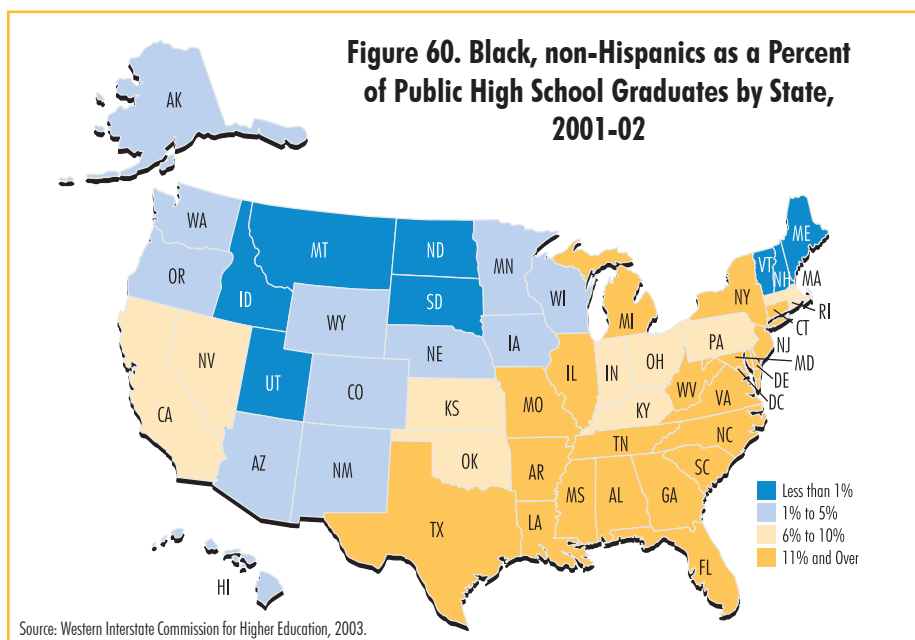 Figure 60. Black, non-Hispanics as a Percent
of Public High School Graduates by State,
2001-02
AK
WA
MT
ND
MN
ME
VT
NH
MA
OR
ID
SD
WI
NY
RI
MI
CT
WY
IA
PA
NJ
NE
MD
NV
IL
IN
OH
DE
UT
CO
WV
VA
DC
CA
KS
MO
KY
NC
TN
AZ
NM
OK
AR
SC
MS
AL
GA
TX
LA
FL
HI
Less than 1%
1% to 5%
6% to 10%
11% and Over
Source: Western Interstate Commission for Higher Education, 2003.